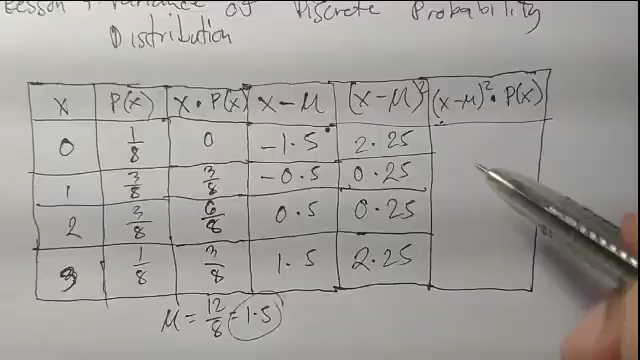 Lesson 4: Variance of Discrete Probability
Distribution
X P(x) X · P(x) X − μ (X − μ)² (x−μ)² · P(x)
0 1/8 0 −1.5 2.25
1 3/8 3/8 −0.5 0.25
2 3/8 6/8 0.5 0.25
3 1/8 3/8 1.5 2.25
μ = 12/8 = 1.5